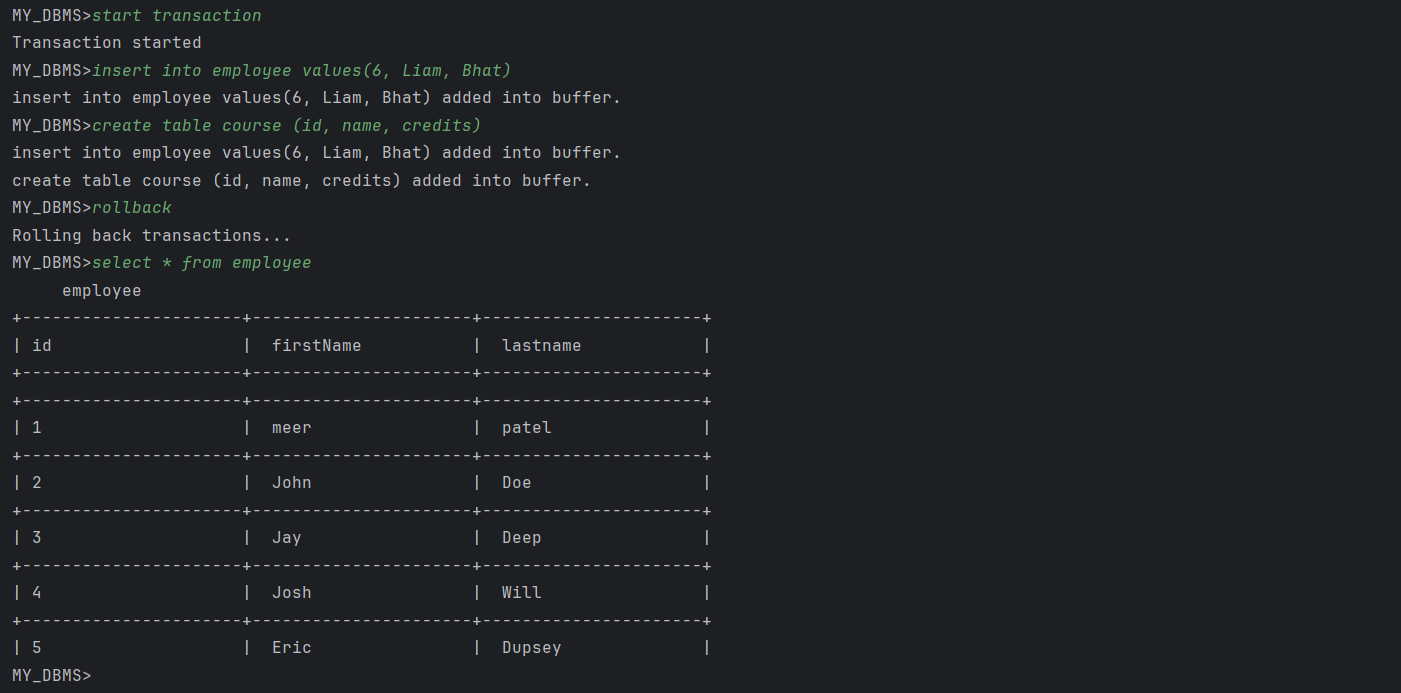 MY_DBMS>start transaction
Transaction started
MY_DBMS>insert into employee values(6, Liam, Bhat)
insert into employee values(6, Liam, Bhat) added into buffer.
MY_DBMS>create table course (id, name, credits)
insert into employee values(6, Liam, Bhat) added into buffer.
create table course (id, name, credits) added into buffer.
MY_DBMS>rollback
Rolling back transactions...
MY_DBMS>select * from employee
     employee
+----------------------+----------------------+----------------------+
| id                   |  firstName           |  lastname            |
+----------------------+----------------------+----------------------+
+----------------------+----------------------+----------------------+
| 1                    |  meer                |  patel               |
+----------------------+----------------------+----------------------+
| 2                    |  John                |  Doe                 |
+----------------------+----------------------+----------------------+
| 3                    |  Jay                 |  Deep                |
+----------------------+----------------------+----------------------+
| 4                    |  Josh                |  Will                |
+----------------------+----------------------+----------------------+
| 5                    |  Eric                |  Dupsey              |
MY_DBMS>